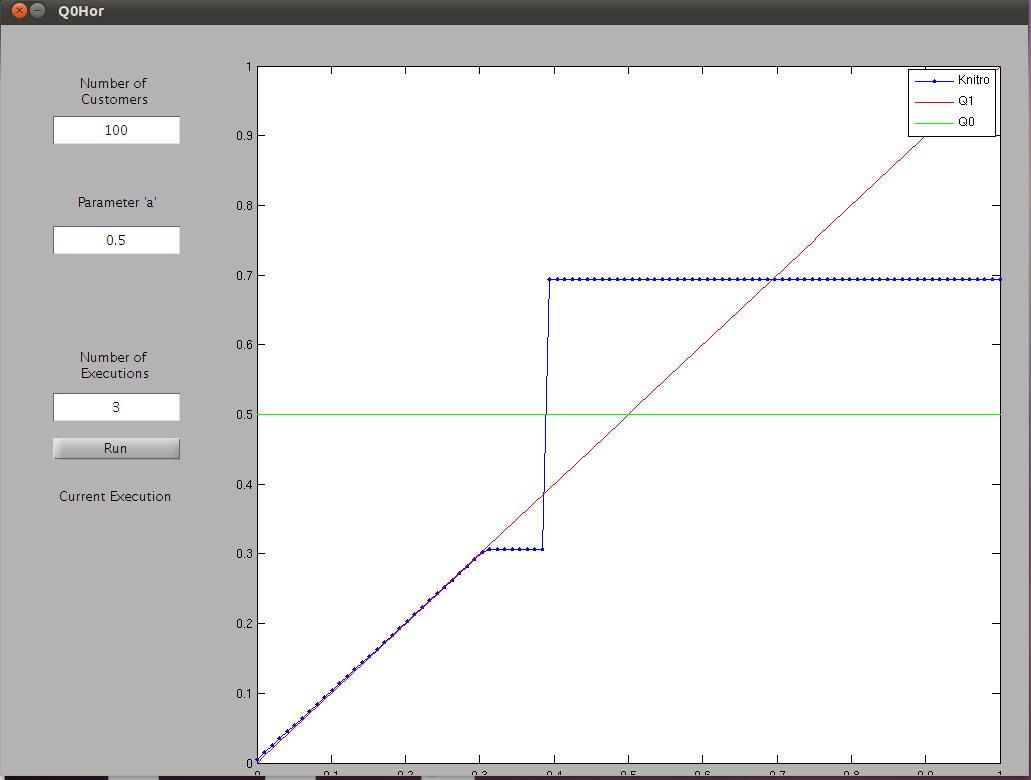 Q0Hor
Number of
Customers
100
Parameter 'a'
0.5
Number of
Executions
3
Run
Current Execution
1
0.9
0.8
0.7
0.6
0.5
0.4
0.3
0.2
0.1
0
Knitro
Q1
Q0
0 0.1 0.2 0.3 0.4 0.5 0.6 0.7 0.8 0.9 1